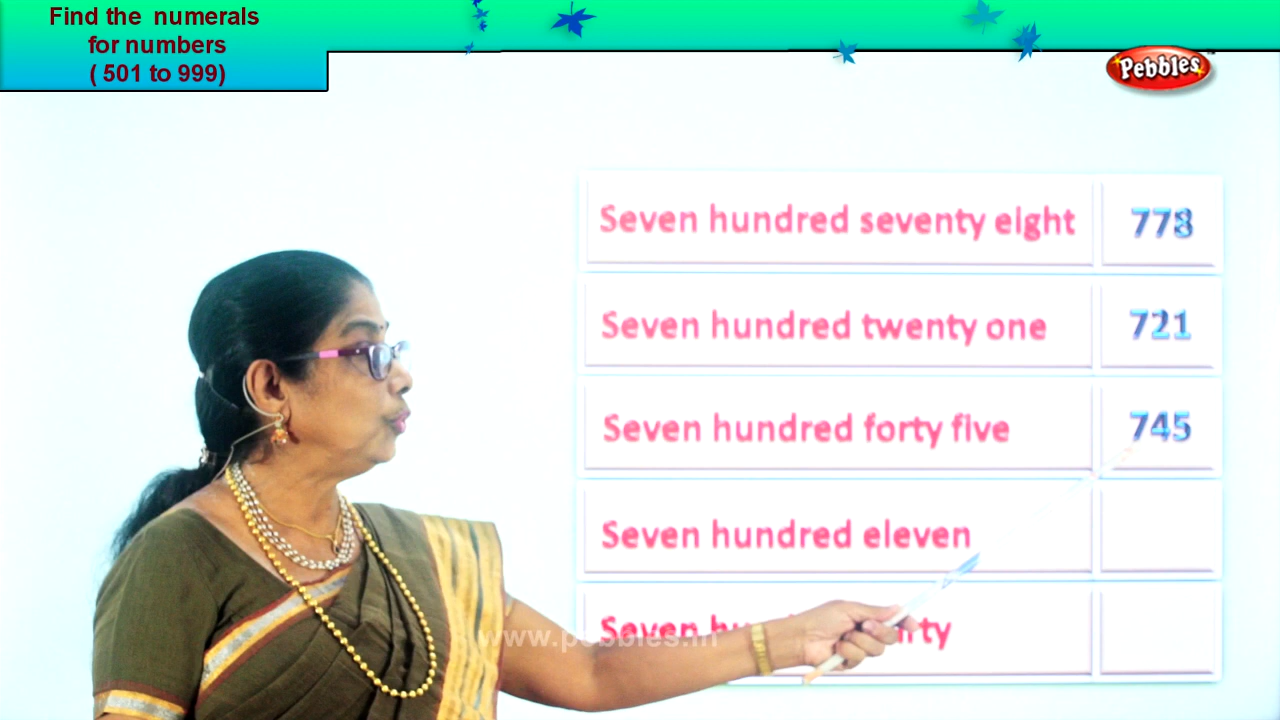 Find the numerals
for numbers
( 501 to 999)
Pebbles
Seven hundred seventy eight 778
Seven hundred twenty one 721
Seven hundred forty five 745
Seven hundred eleven
Seven
www.pebbles.in